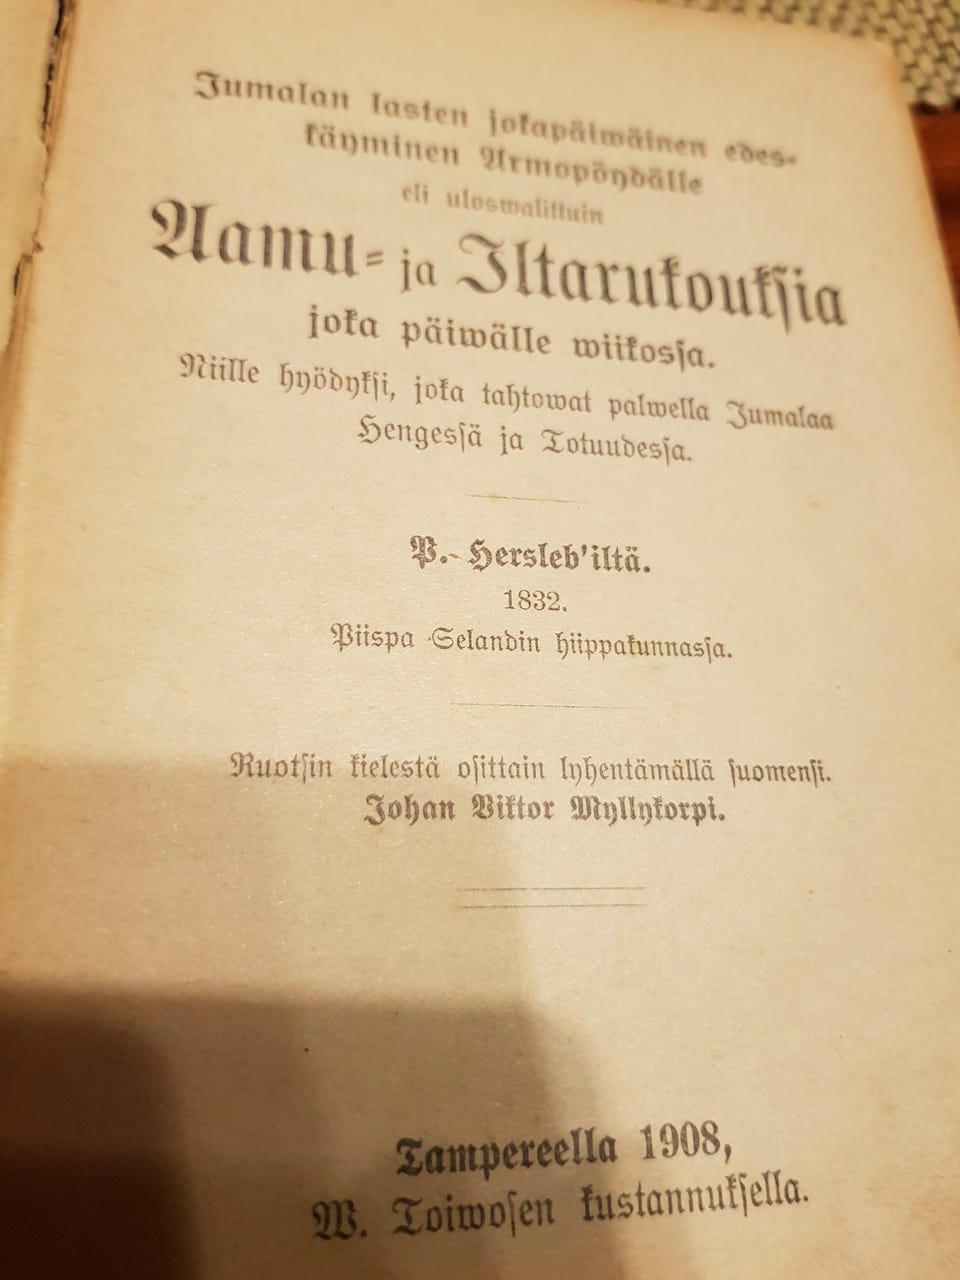 Jumalan lasten jokapäiwäinen edes-
käyminen Armopöydälle
eli uloswalittuin
Aamu- ja Iltarukouksia
joka päiwälle wiikossa.
Niille hyödyksi, joka tahtowat palwella Jumalaa
Hengessä ja Totuudessa.
P. Hersleb'iltä.
1832.
Piispa Selandin hiippakunnassa.
Ruotsin kielestä osittain lyhentämällä suomensi.
Johan Viktor Myllykorpi.
Tampereella 1908,
W. Toiwosen kustannuksella.